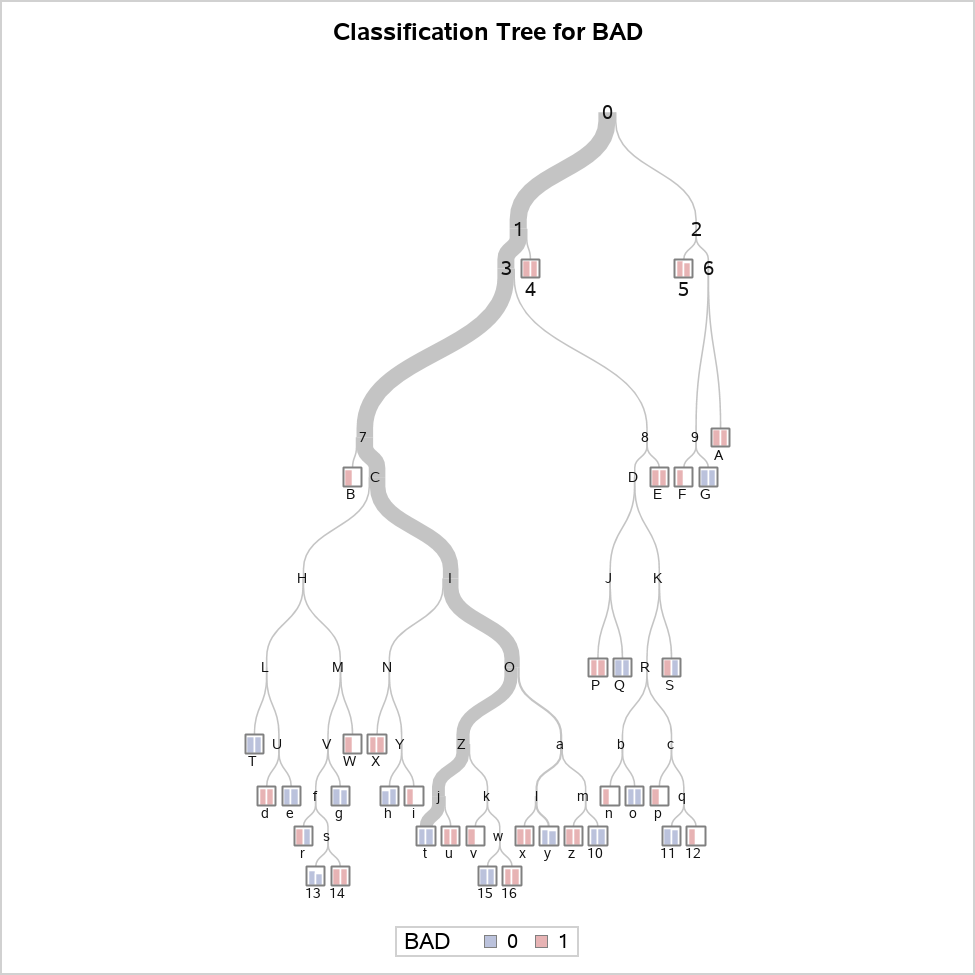 Classification Tree for BAD
0
1 2
3 6
4 5
7 8 9
A
C D
B E F G
H I J K
L M N O R
P Q S
U V Y Z a b c
T W X
f j k l m q
d e g h i n o p
s w
r t u v x y z 10 11 12
13 14 15 16
BAD 0 1